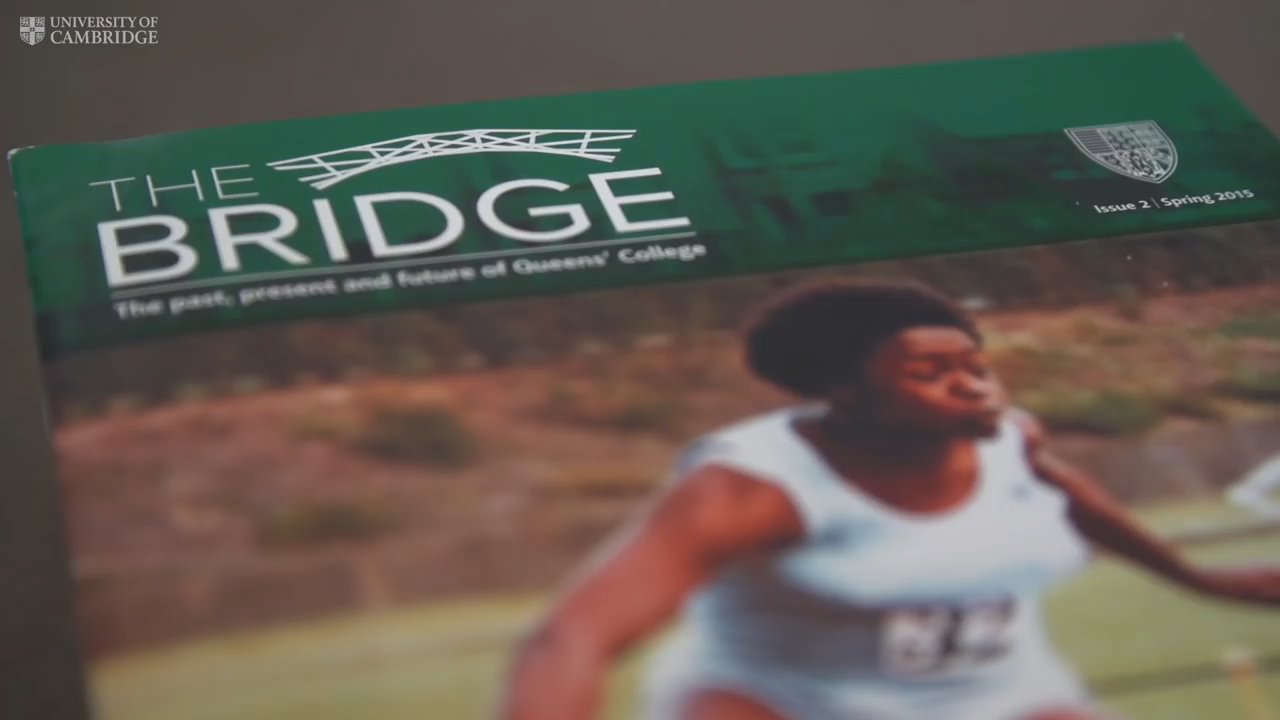 UNIVERSITY OF
CAMBRIDGE
THE
BRIDGE
The past, present and future of Queens' College
Issue 2 | Spring 2015